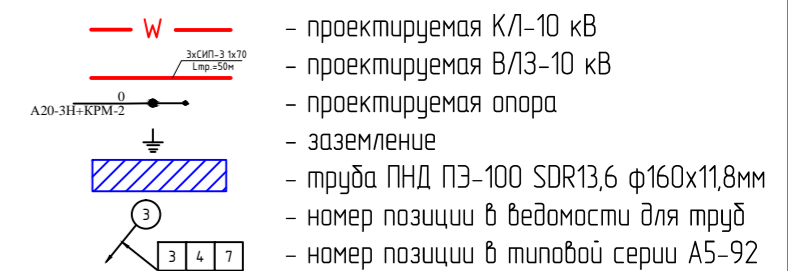 W - проектируемая КЛ-10 кВ
3хСИП-3 1х70
Lтр.=50м
- проектируемая ВЛЗ-10 кВ
0
А20-3Н+КРМ-2
- проектируемая опора
- заземление
- труба ПНД ПЭ-100 SDR13,6 ф160х11,8мм
3 - номер позиции в ведомости для труб
3 4 7 - номер позиции в типовой серии А5-92